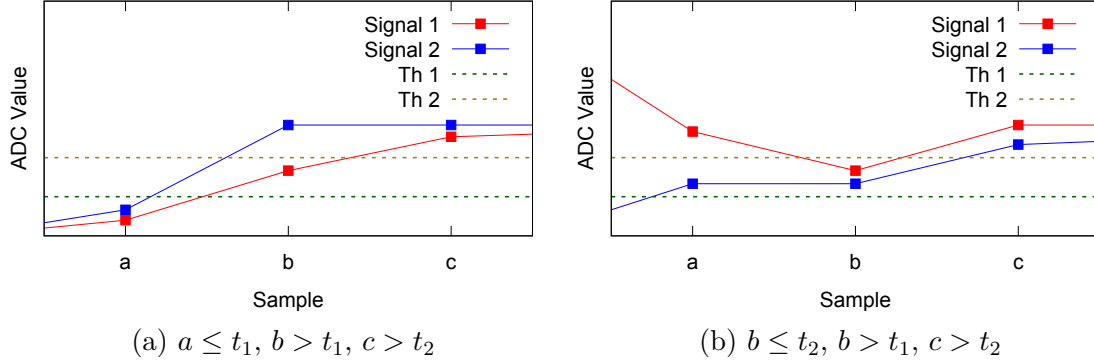 ADC Value
Signal 1
Signal 2
Th 1
Th 2
a b c
Sample
(a) a ≤ t₁, b > t₁, c > t₂
ADC Value
Signal 1
Signal 2
Th 1
Th 2
a b c
Sample
(b) b ≤ t₂, b > t₁, c > t₂